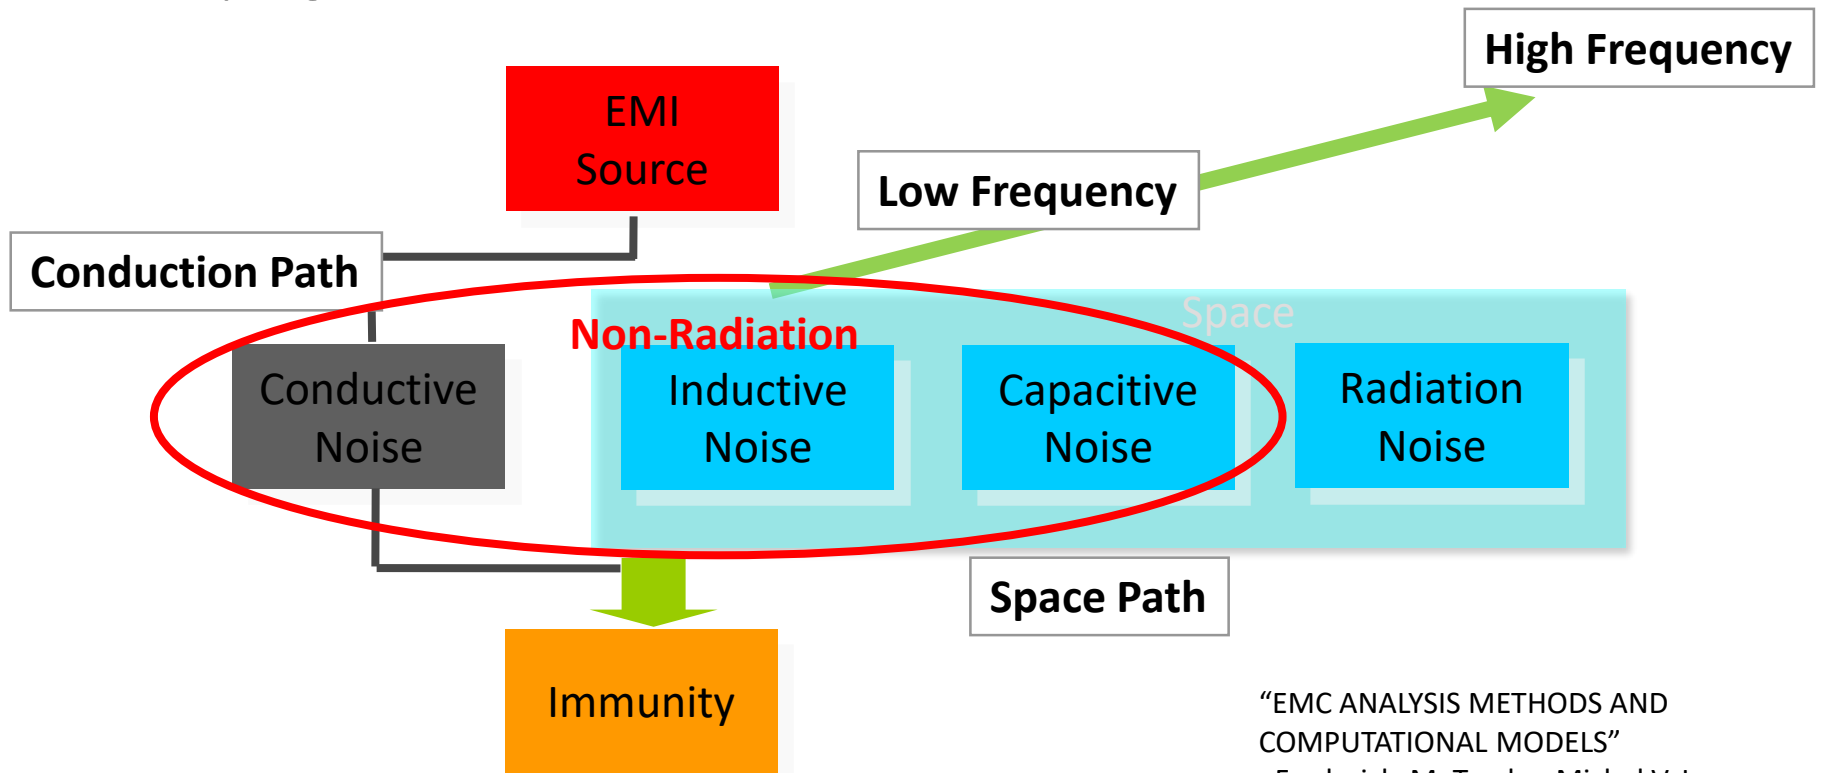 High Frequency
EMI
Source
Low Frequency
Conduction Path
Space
Non-Radiation
Conductive
Noise
Inductive
Noise
Capacitive
Noise
Radiation
Noise
Space Path
Immunity
“EMC ANALYSIS METHODS AND
COMPUTATIONAL MODELS”